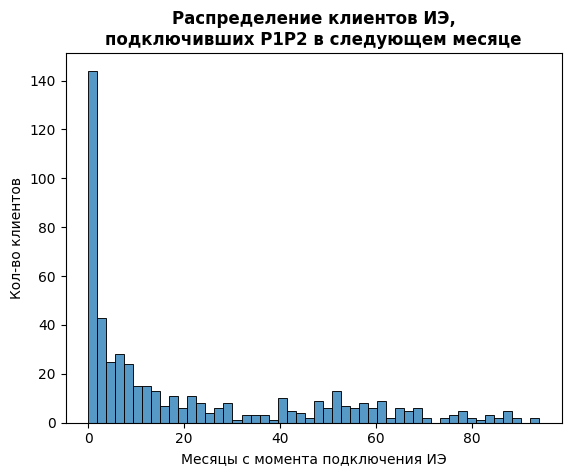 Распределение клиентов ИЭ,
подключивших P1P2 в следующем месяце
Кол-во клиентов
140
120
100
80
60
40
20
0
0 20 40 60 80
Месяцы с момента подключения ИЭ